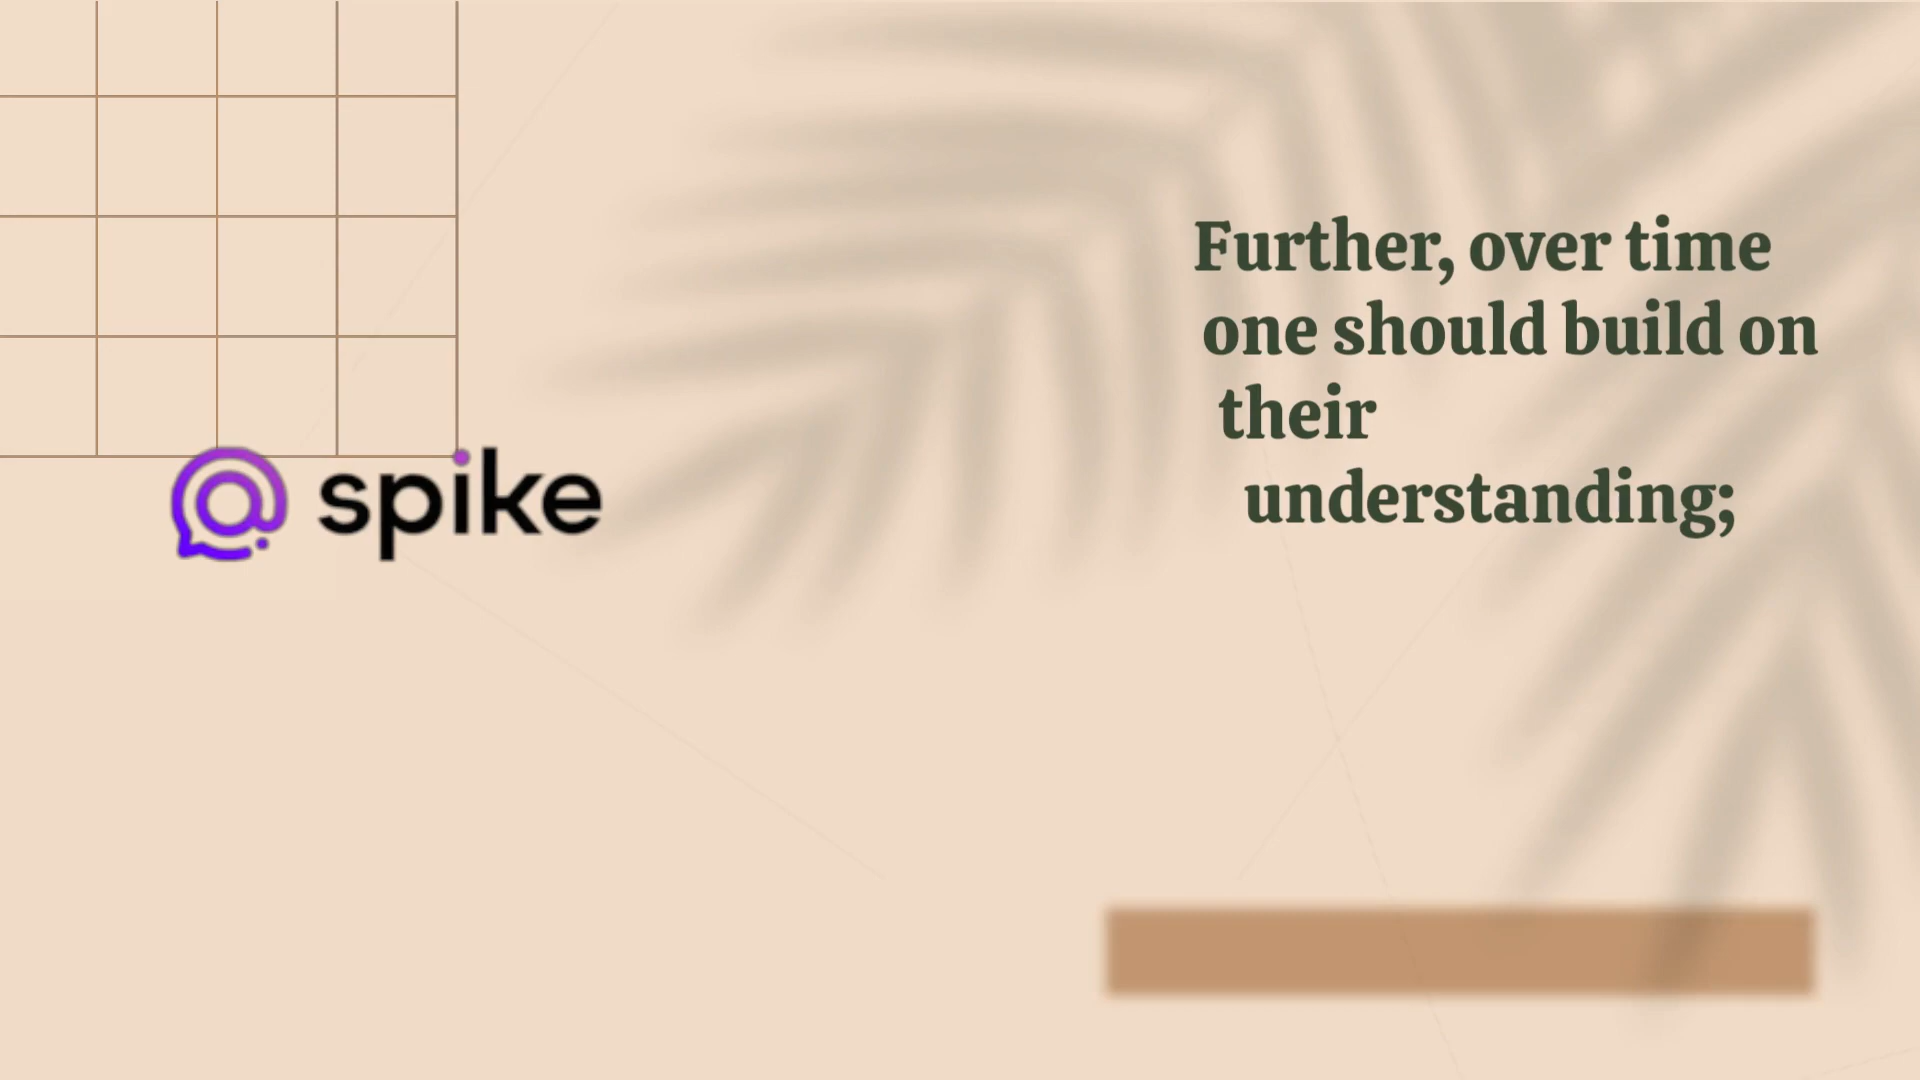 spike
Further, over time
one should build on
their
understanding;